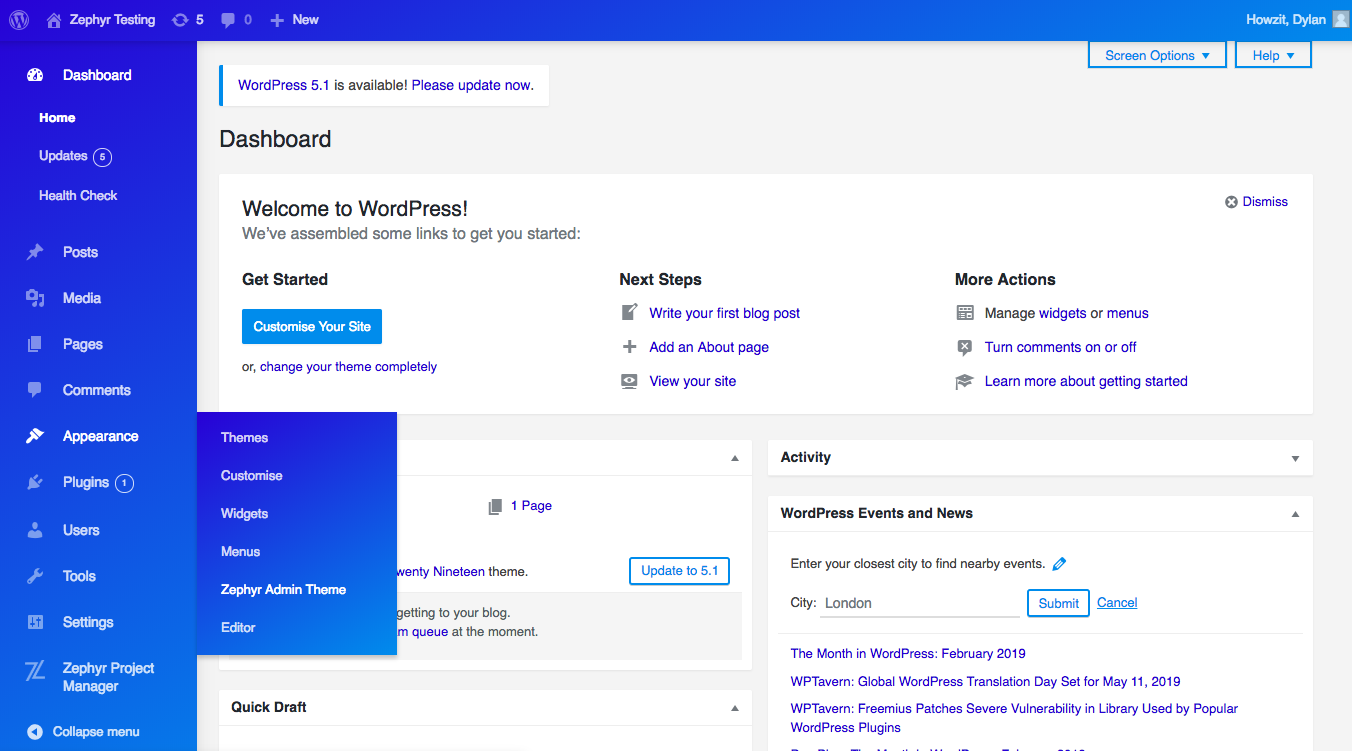 Zephyr Testing 5 0 New
Howzit, Dylan
Screen Options
Help
Dashboard
Home
Updates 5
Health Check
Posts
Media
Pages
Comments
Appearance
Plugins 1
Users
Tools
Settings
Zephyr Project
Manager
Collapse menu
Themes
Customise
Widgets
Menus
Zephyr Admin Theme
Editor
WordPress 5.1 is available! Please update now.
Dashboard
Welcome to WordPress!
We've assembled some links to get you started:
Dismiss
Get Started
Customise Your Site
or, change your theme completely
Next Steps
Write your first blog post
Add an About page
View your site
More Actions
Manage widgets or menus
Turn comments on or off
Learn more about getting started
1 Page
wenty Nineteen theme.
Update to 5.1
getting to your blog.
m queue at the moment.
Quick Draft
Activity
WordPress Events and News
Enter your closest city to find nearby events.
City: London Submit Cancel
The Month in WordPress: February 2019
WPTavern: Global WordPress Translation Day Set for May 11, 2019
WPTavern: Freemius Patches Severe Vulnerability in Library Used by Popular
WordPress Plugins